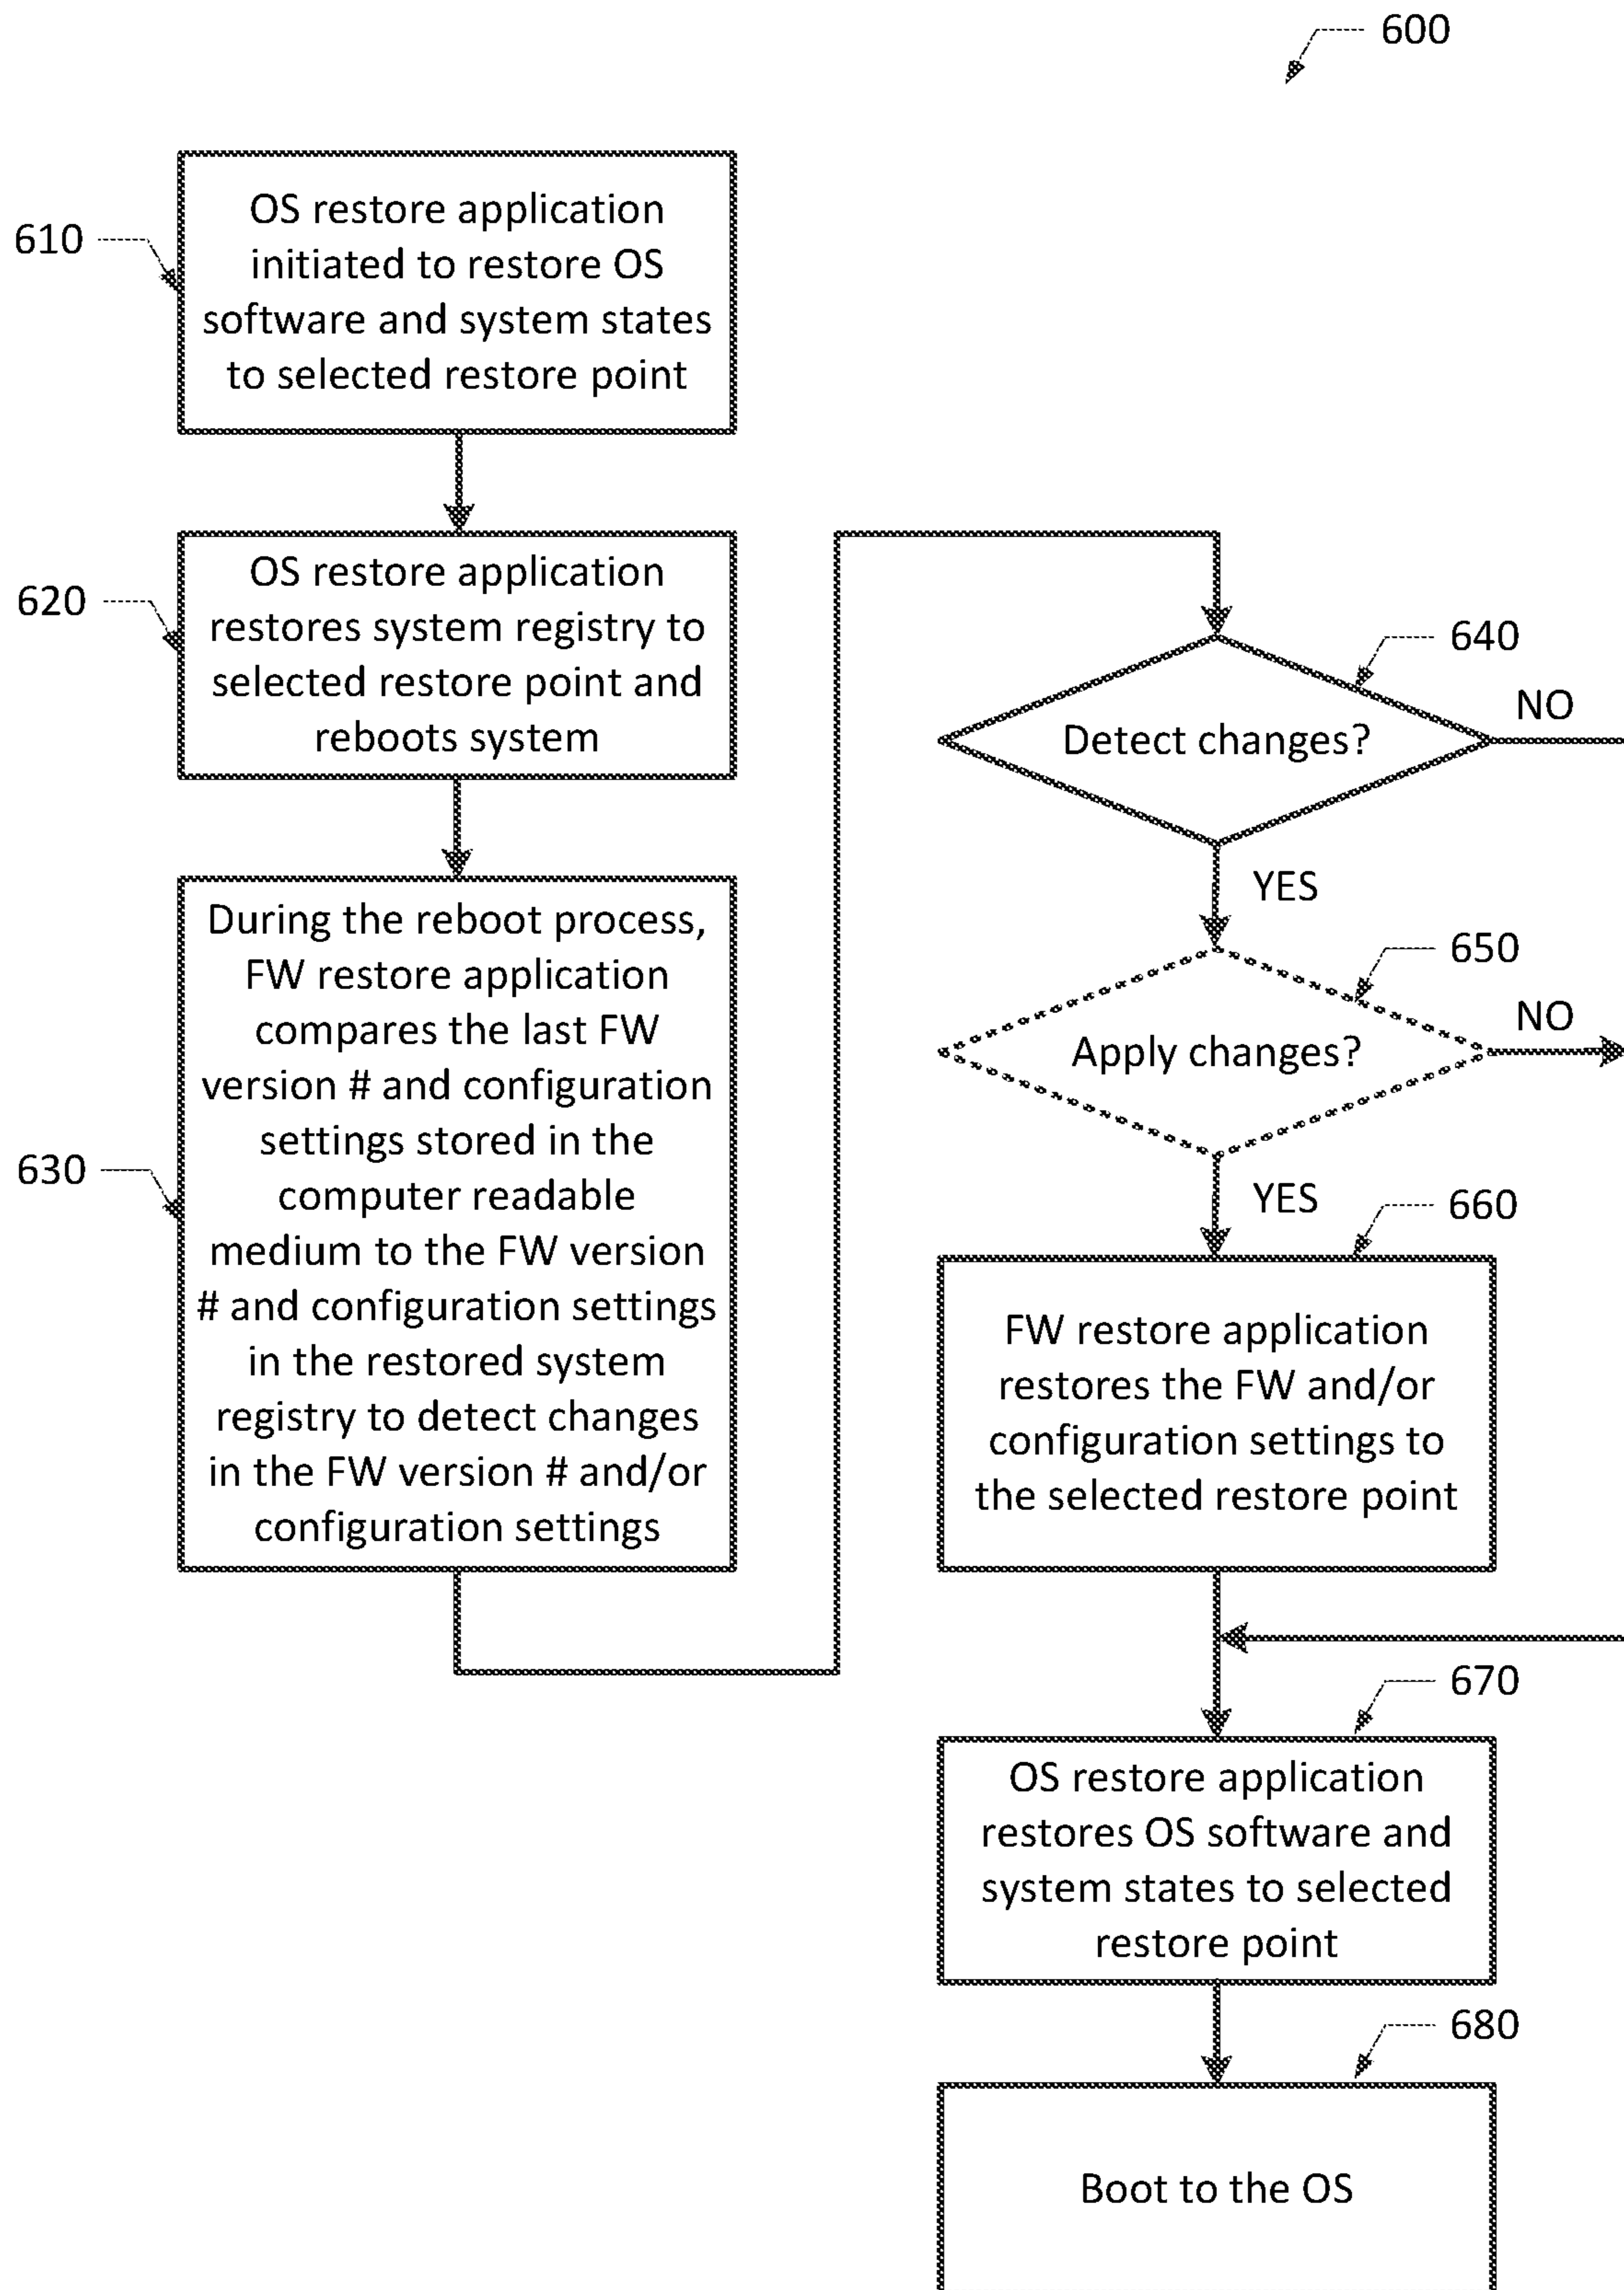 600
610
OS restore application
initiated to restore OS
software and system states
to selected restore point
620
OS restore application
restores system registry to
selected restore point and
reboots system
630
During the reboot process,
FW restore application
compares the last FW
version # and configuration
settings stored in the
computer readable
medium to the FW version
# and configuration settings
in the restored system
registry to detect changes
in the FW version # and/or
configuration settings
640
Detect changes?
NO
YES
650
Apply changes?
NO
YES
660
FW restore application
restores the FW and/or
configuration settings to
the selected restore point
670
OS restore application
restores OS software and
system states to selected
restore point
680
Boot to the OS